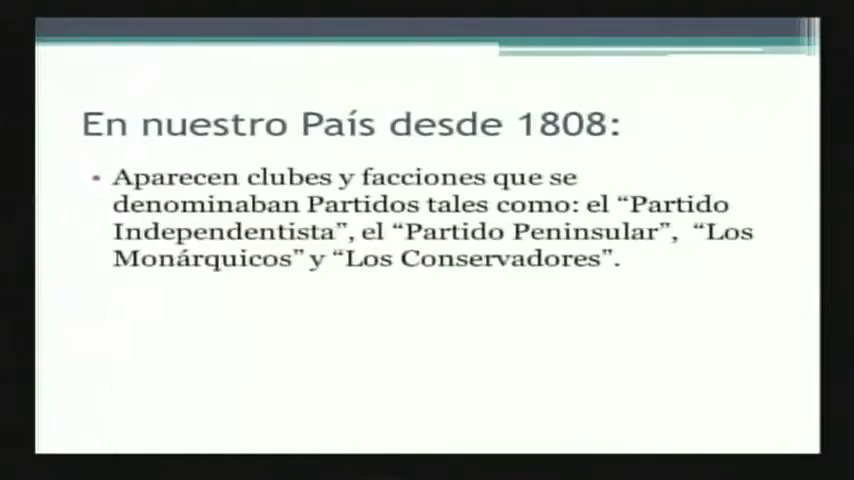 En nuestro País desde 1808:
• Aparecen clubes y facciones que se
denominaban Partidos tales como: el “Partido
Independentista”, el “Partido Peninsular”, “Los
Monárquicos” y “Los Conservadores”.